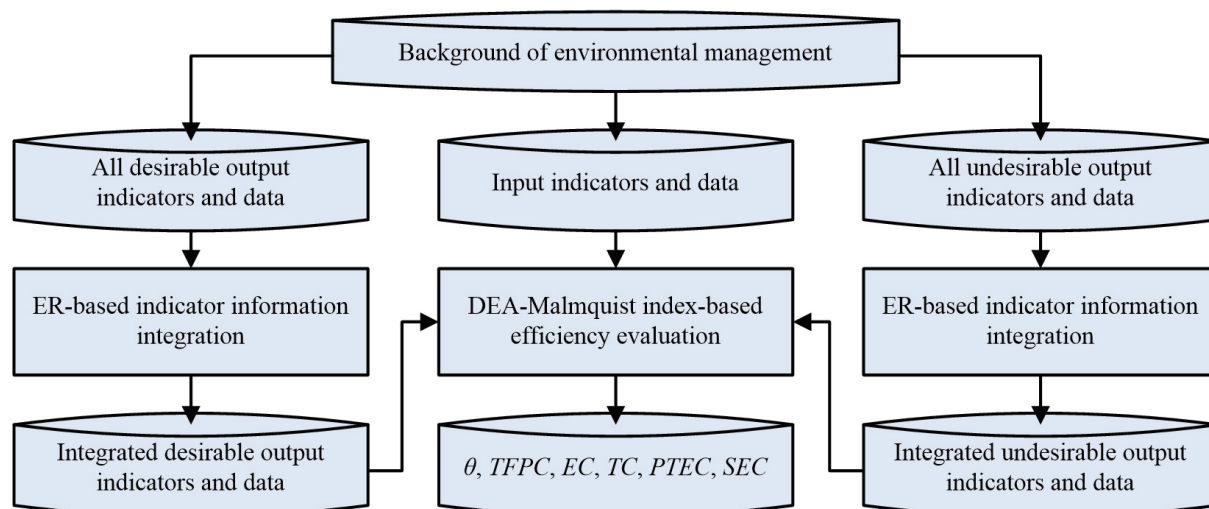 Background of environmental management
All desirable output
indicators and data
Input indicators and data
All undesirable output
indicators and data
ER-based indicator information
integration
DEA-Malmquist index-based
efficiency evaluation
ER-based indicator information
integration
Integrated desirable output
indicators and data
θ, TFPC, EC, TC, PTEC, SEC
Integrated undesirable output
indicators and data